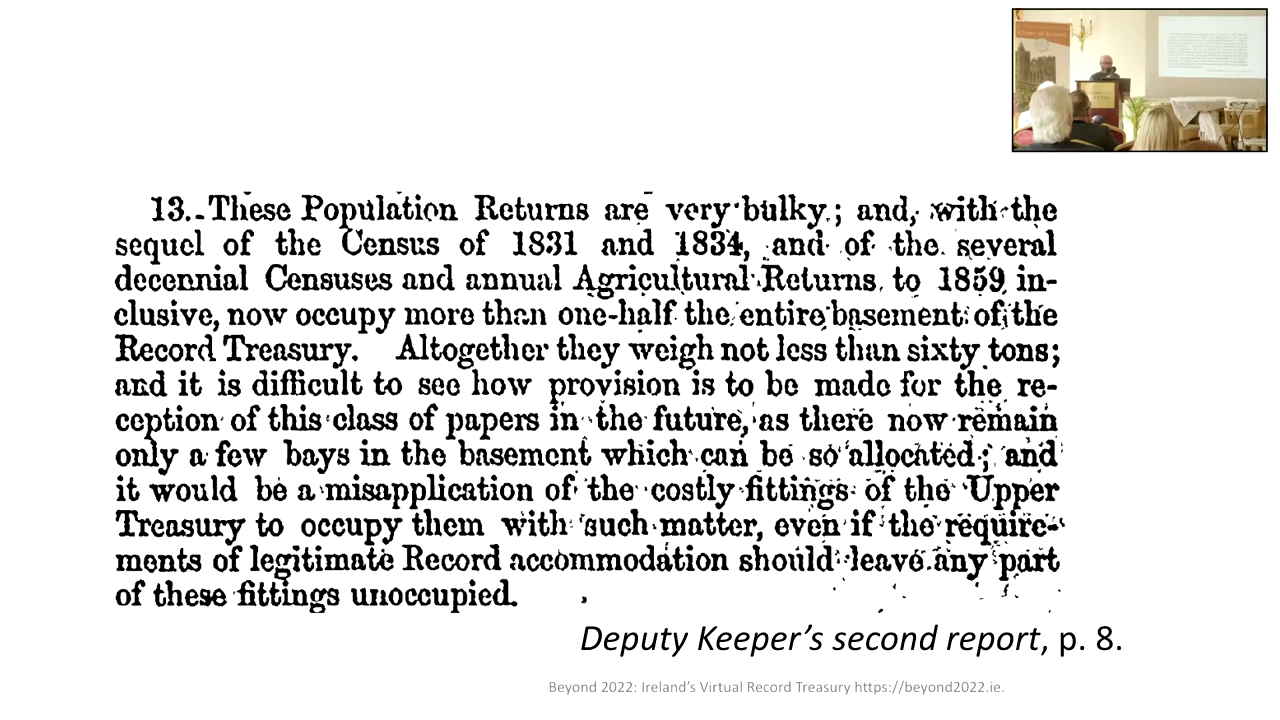 13. These Population Returns are very bulky; and, with the
sequel of the Census of 1831 and 1834, and of the several
decennial Censuses and annual Agricultural Returns to 1859 in-
clusive, now occupy more than one-half the entire basement of the
Record Treasury. Altogether they weigh not less than sixty tons;
and it is difficult to see how provision is to be made for the re-
ception of this class of papers in the future, as there now remain
only a few bays in the basement which can be so allocated; and
it would be a misapplication of the costly fittings of the Upper
Treasury to occupy them with such matter, even if the require-
ments of legitimate Record accommodation should leave any part
of these fittings unoccupied.
Deputy Keeper's second report, p. 8.
Beyond 2022: Ireland's Virtual Record Treasury https://beyond2022.ie.